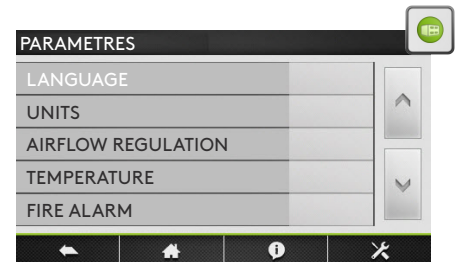 PARAMETRES
LANGUAGE
UNITS
AIRFLOW REGULATION
TEMPERATURE
FIRE ALARM